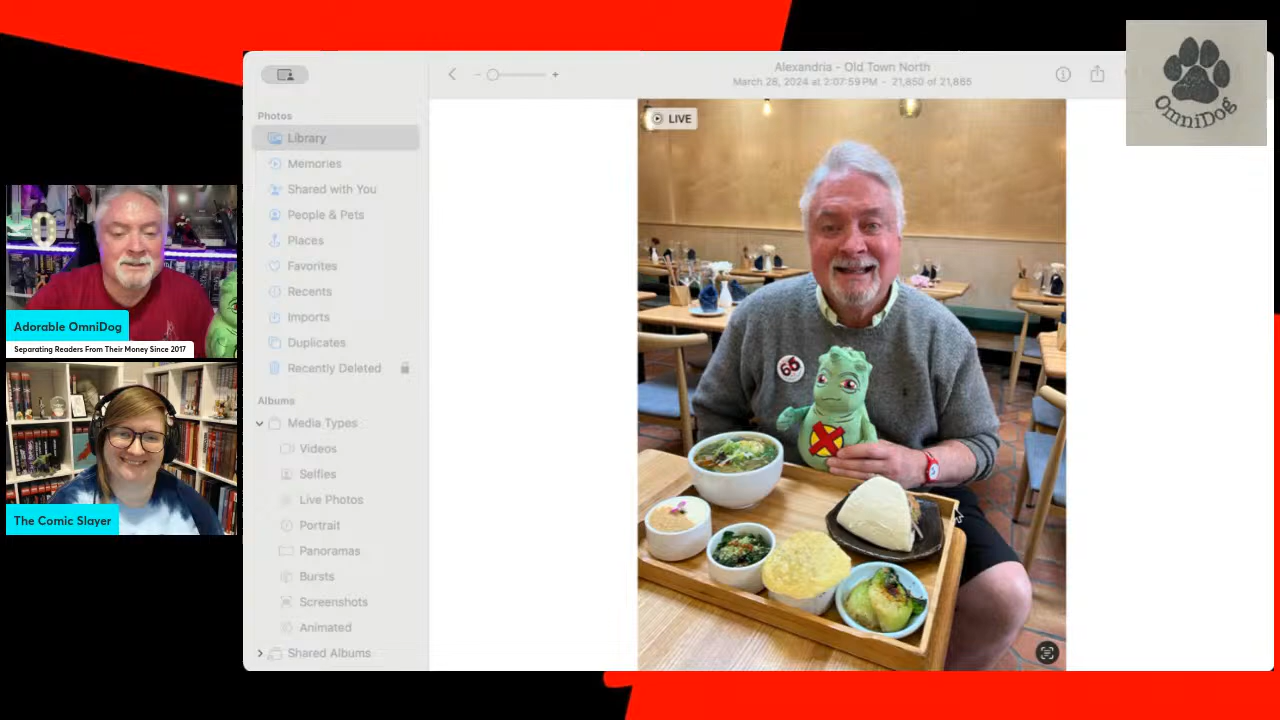 Alexandria - Old Town North
March 28, 2024 at 2:07:59 PM - 21,850 of 21,865
OmniDog
Photos
Library
Memories
Shared with You
People & Pets
Places
Favorites
Recents
Imports
Duplicates
Recently Deleted
Albums
Media Types
Videos
Selfies
Live Photos
Portrait
Panoramas
Bursts
Screenshots
Animated
Shared Albums
LIVE
66
O
Adorable OmniDog
Separating Readers From Their Money Since 2017
The Comic Slayer